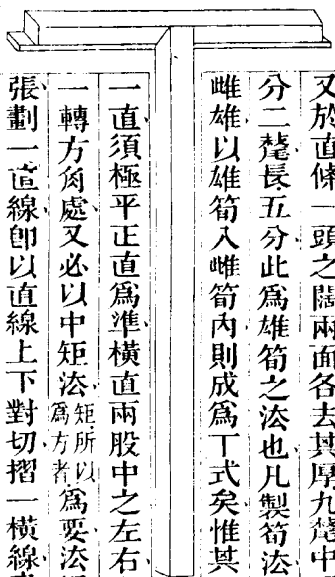 又於直條一頭之闊兩面各去其厚九氂中
分二氂長五分此爲雄筍之法也凡製筍法
雌雄以雄筍入雌筍内則成爲丁式矣惟其
一直須極平正直爲準橫直兩股中之左右
一轉方向處又必以中矩法矩所以爲方者爲要法
張劃一直線卽以直線上下對切摺一橫線